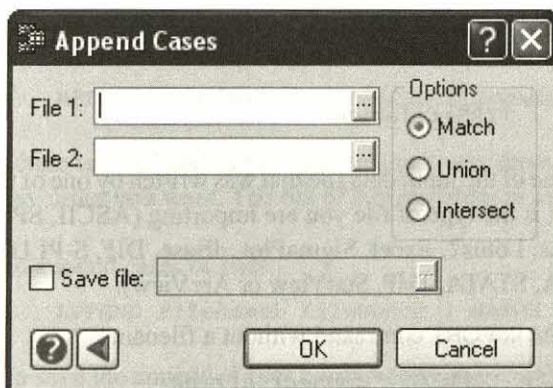 Append Cases
File 1:
Options
Match
File 2:
Union
Intersect
Save file:
OK
Cancel